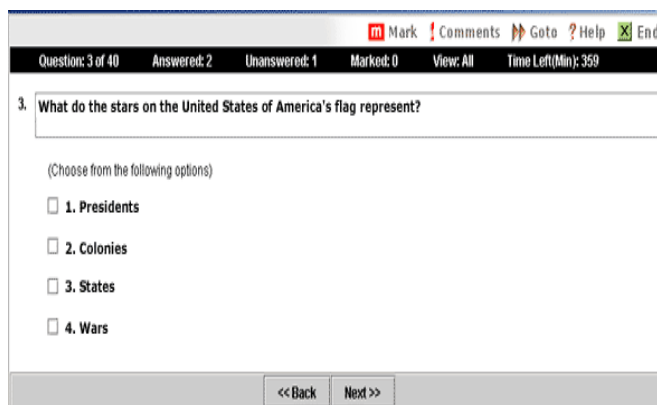 m Mark ! Comments Goto ? Help X End
Question: 3 of 40 Answered: 2 Unanswered: 1 Marked: 0 View: All Time Left(Min): 359
3. What do the stars on the United States of America's flag represent?
(Choose from the following options)
1. Presidents
2. Colonies
3. States
4. Wars
<< Back Next >>